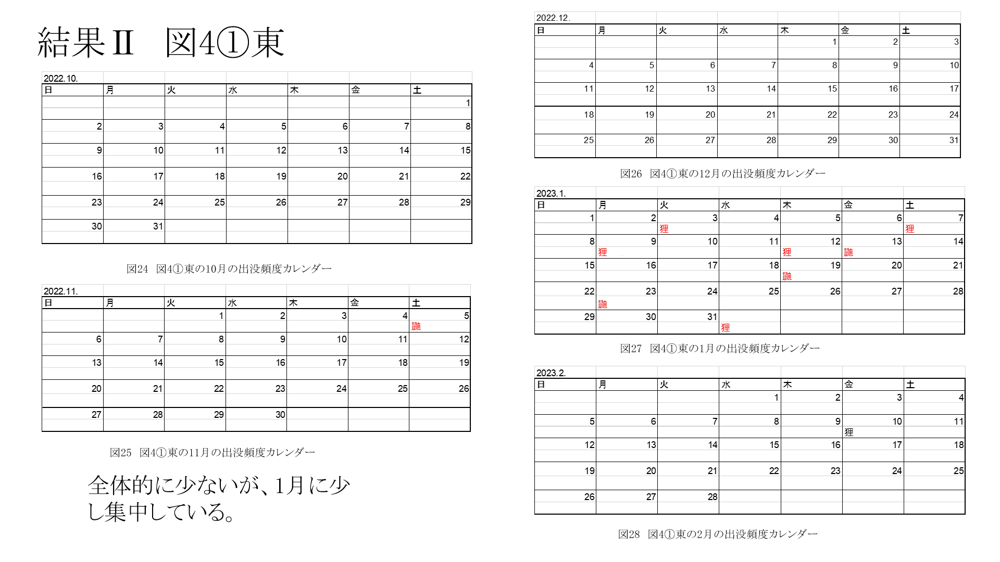 結果Ⅱ　図4①東
2022.10.
日 月 火 水 木 金 土
1
2 3 4 5 6 7 8
9 10 11 12 13 14 15
16 17 18 19 20 21 22
23 24 25 26 27 28 29
30 31
図24　図4①東の10月の出没頻度カレンダー
2022.11.
日 月 火 水 木 金 土
1 2 3 4 5
鼬
6 7 8 9 10 11 12
13 14 15 16 17 18 19
20 21 22 23 24 25 26
27 28 29 30
図25　図4①東の11月の出没頻度カレンダー
全体的に少ないが、1月に少
し集中している。
2022.12.
日 月 火 水 木 金 土
1 2 3
4 5 6 7 8 9 10
11 12 13 14 15 16 17
18 19 20 21 22 23 24
25 26 27 28 29 30 31
図26　図4①東の12月の出没頻度カレンダー
2023.1.
日 月 火 水 木 金 土
1 2 3 4 5 6 7
狸 狸
8 9 10 11 12 13 14
狸 狸 鼬
15 16 17 18 19 20 21
鼬
22 23 24 25 26 27 28
鼬
29 30 31
狸
図27　図4①東の1月の出没頻度カレンダー
2023.2.
日 月 火 水 木 金 土
1 2 3 4
5 6 7 8 9 10 11
狸
12 13 14 15 16 17 18
19 20 21 22 23 24 25
26 27 28
図28　図4①東の2月の出没頻度カレンダー